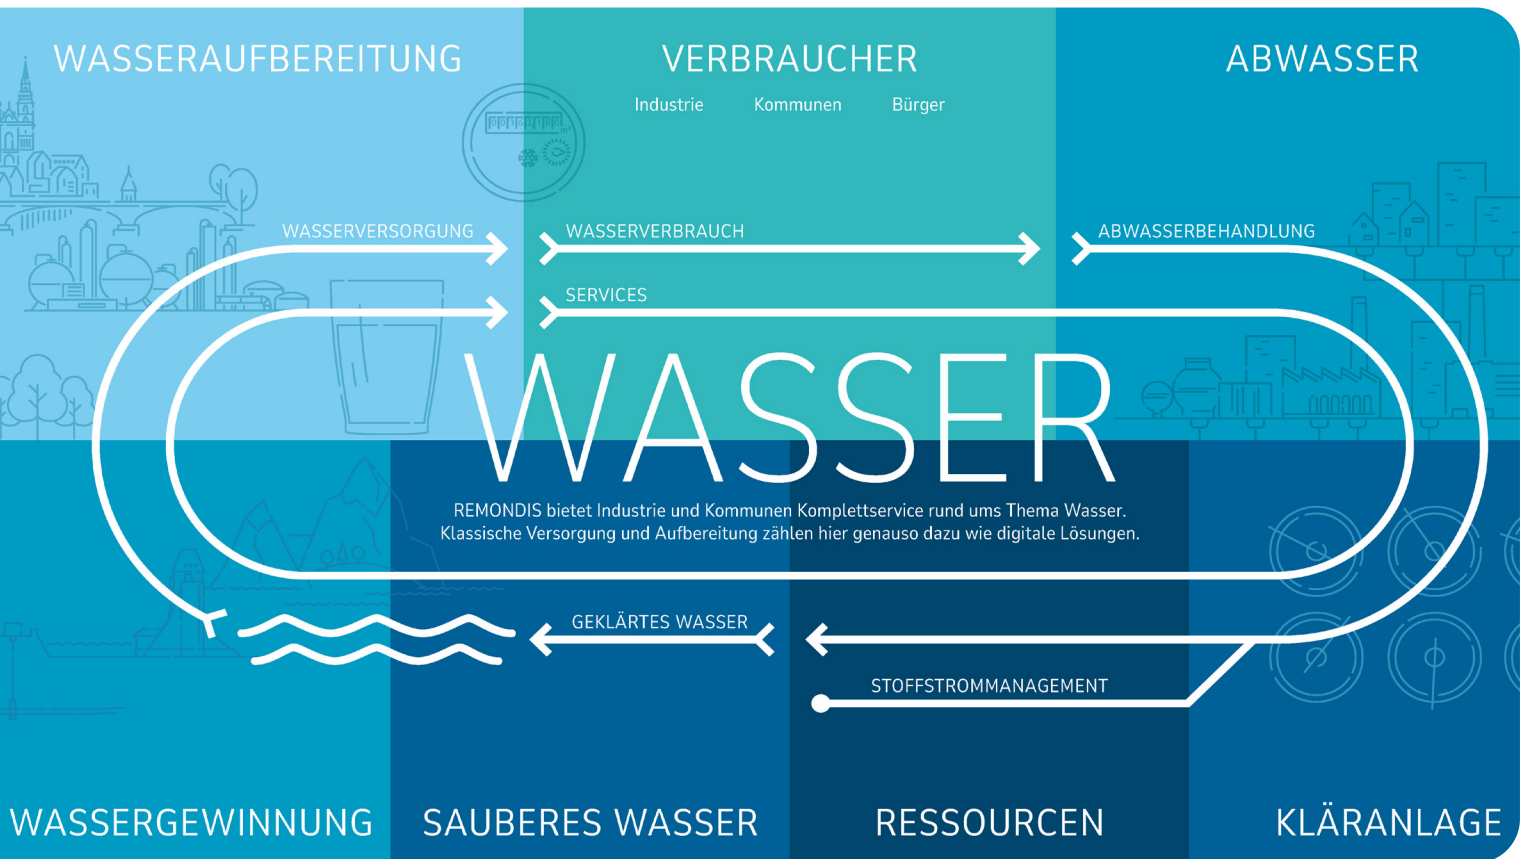 WASSERAUFBEREITUNG
VERBRAUCHER
ABWASSER
Industrie Kommunen Bürger
WASSERVERSORGUNG
WASSERVERBRAUCH
ABWASSERBEHANDLUNG
SERVICES
WASSER
REMONDIS bietet Industrie und Kommunen Komplettservice rund ums Thema Wasser.
Klassische Versorgung und Aufbereitung zählen hier genauso dazu wie digitale Lösungen.
GEKLÄRTES WASSER
STOFFSTROMMANAGEMENT
WASSERGEWINNUNG
SAUBERES WASSER
RESSOURCEN
KLÄRANLAGE